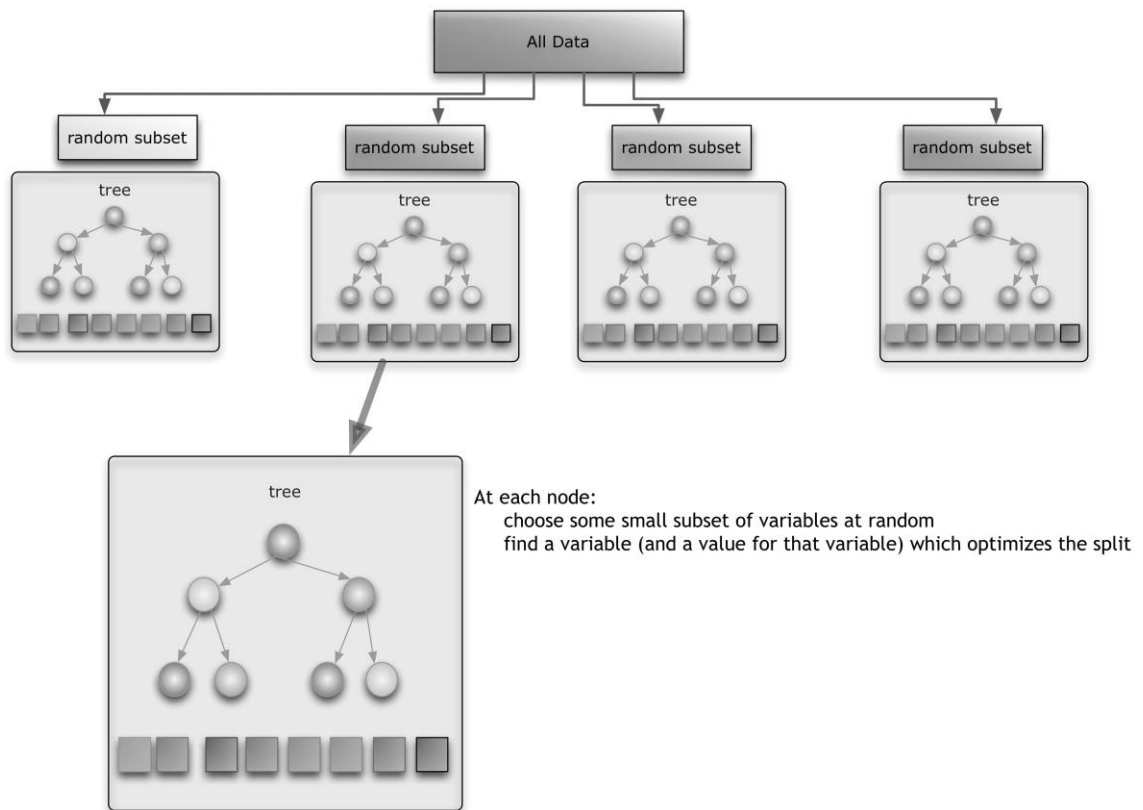 All Data
random subset
random subset
random subset
random subset
tree
tree
tree
tree
tree
At each node:
choose some small subset of variables at random
find a variable (and a value for that variable) which optimizes the split